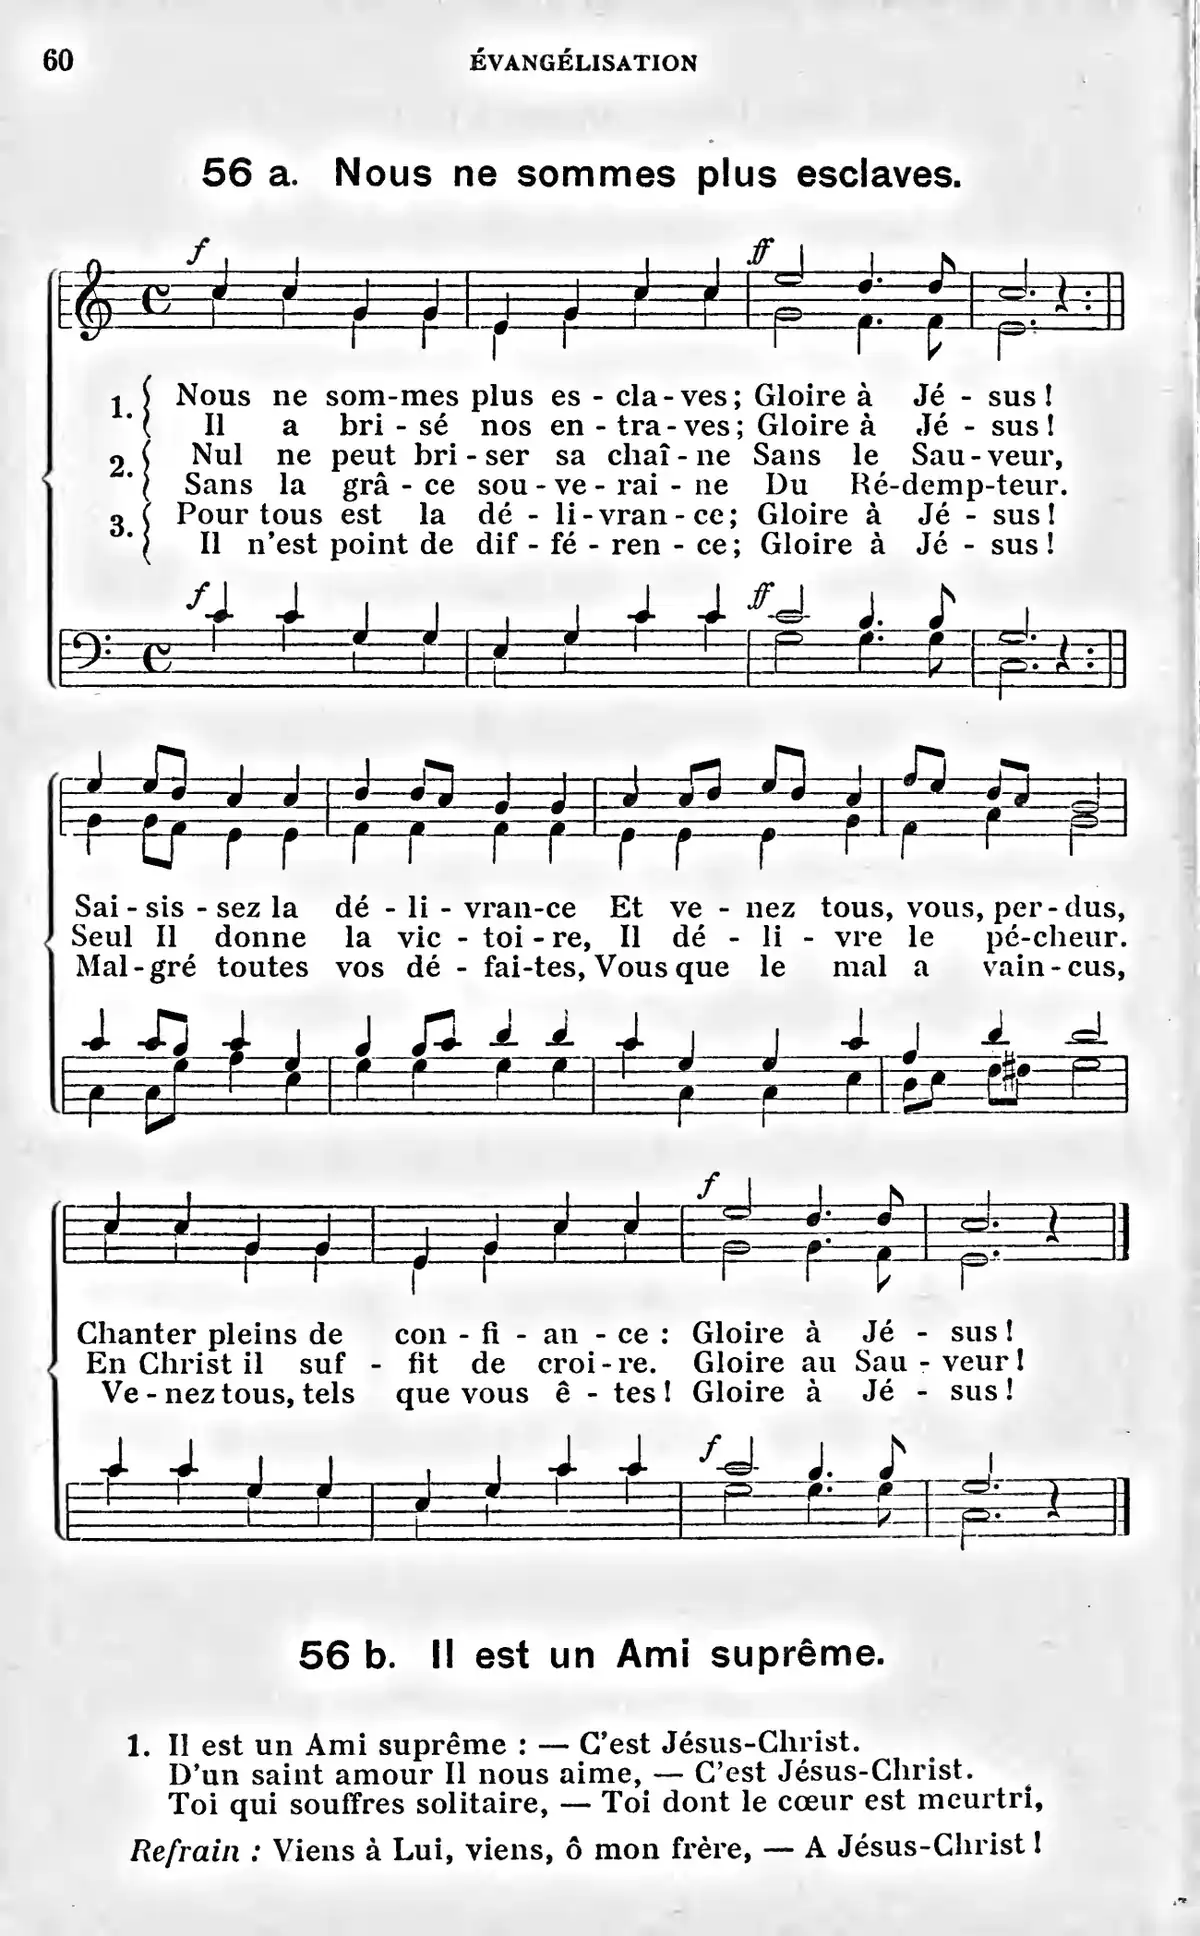 60
ÉVANGÉLISATION
56 a. Nous ne sommes plus esclaves.
f ff
1. Nous ne som-mes plus es - cla - ves; Gloire à Jé - sus !
Il a bri - sé nos en - tra - ves; Gloire à Jé - sus !
2. Nul ne peut bri - ser sa chaî - ne Sans le Sau - veur,
Sans la grâ - ce sou - ve - rai - ne Du Ré-demp-teur.
3. Pour tous est la dé - li - vran - ce; Gloire à Jé - sus !
Il n'est point de dif - fé - ren - ce; Gloire à Jé - sus !
f ff
Sai - sis - sez la dé - li - vran-ce Et ve - nez tous, vous, per - dus,
Seul Il donne la vic - toi - re, Il dé - li - vre le pé-cheur.
Mal - gré toutes vos dé - fai-tes, Vous que le mal a vain - cus,
f
Chanter pleins de con - fi - an - ce : Gloire à Jé - sus !
En Christ il suf - fit de croi - re. Gloire au Sau - veur !
Ve - nez tous, tels que vous ê - tes ! Gloire à Jé - sus !
f
56 b. Il est un Ami suprême.
1. Il est un Ami suprême : — C'est Jésus-Christ.
D'un saint amour Il nous aime, — C'est Jésus-Christ.
Toi qui souffres solitaire, — Toi dont le cœur est meurtri,
Refrain : Viens à Lui, viens, ô mon frère, — A Jésus-Christ !